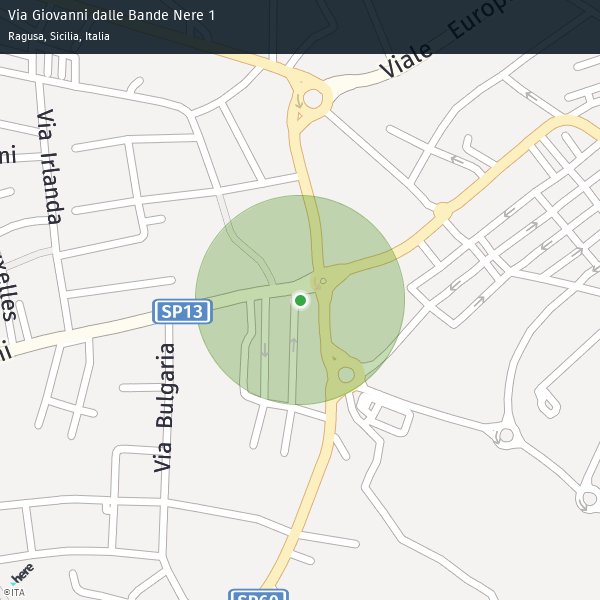 Via Giovanni dalle Bande Nere 1
Ragusa, Sicilia, Italia
Viale Europa
Via Irlanda
ni
xelles
SP13
Via Bulgaria
SP60
here
©ITA